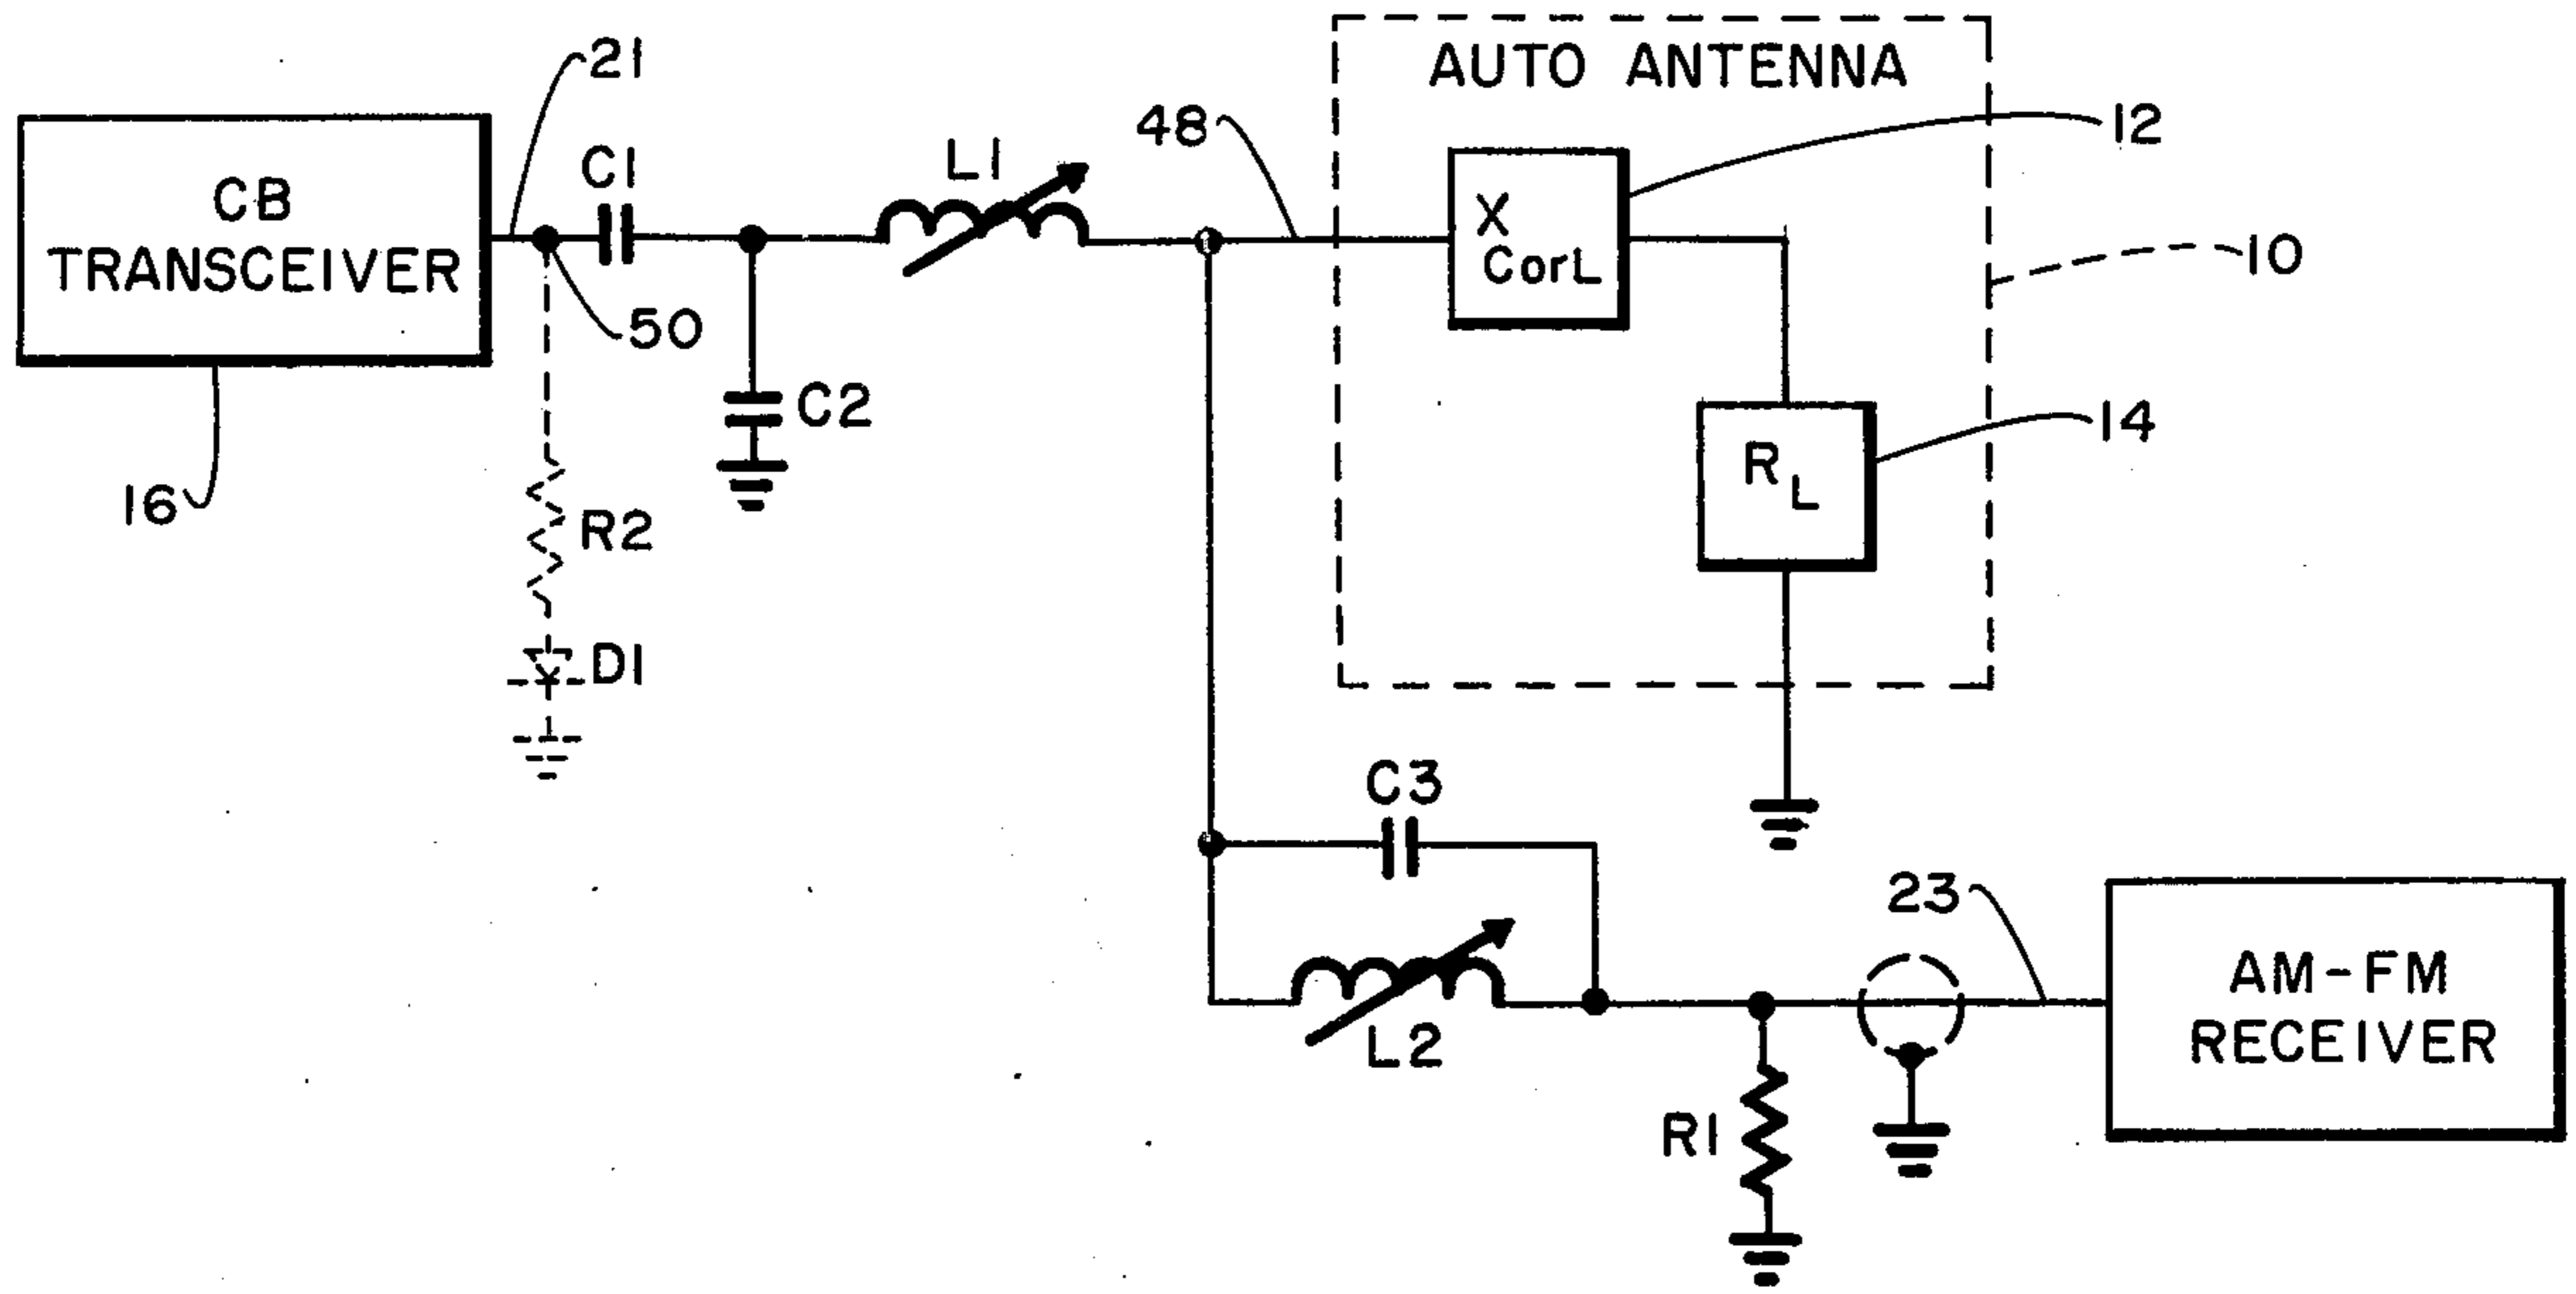 21
AUTO ANTENNA
48
12
C1
L1
CB
TRANSCEIVER
X
CorL
10
50
C2
14
RL
16
R2
D1
C3
23
AM-FM
RECEIVER
L2
R1